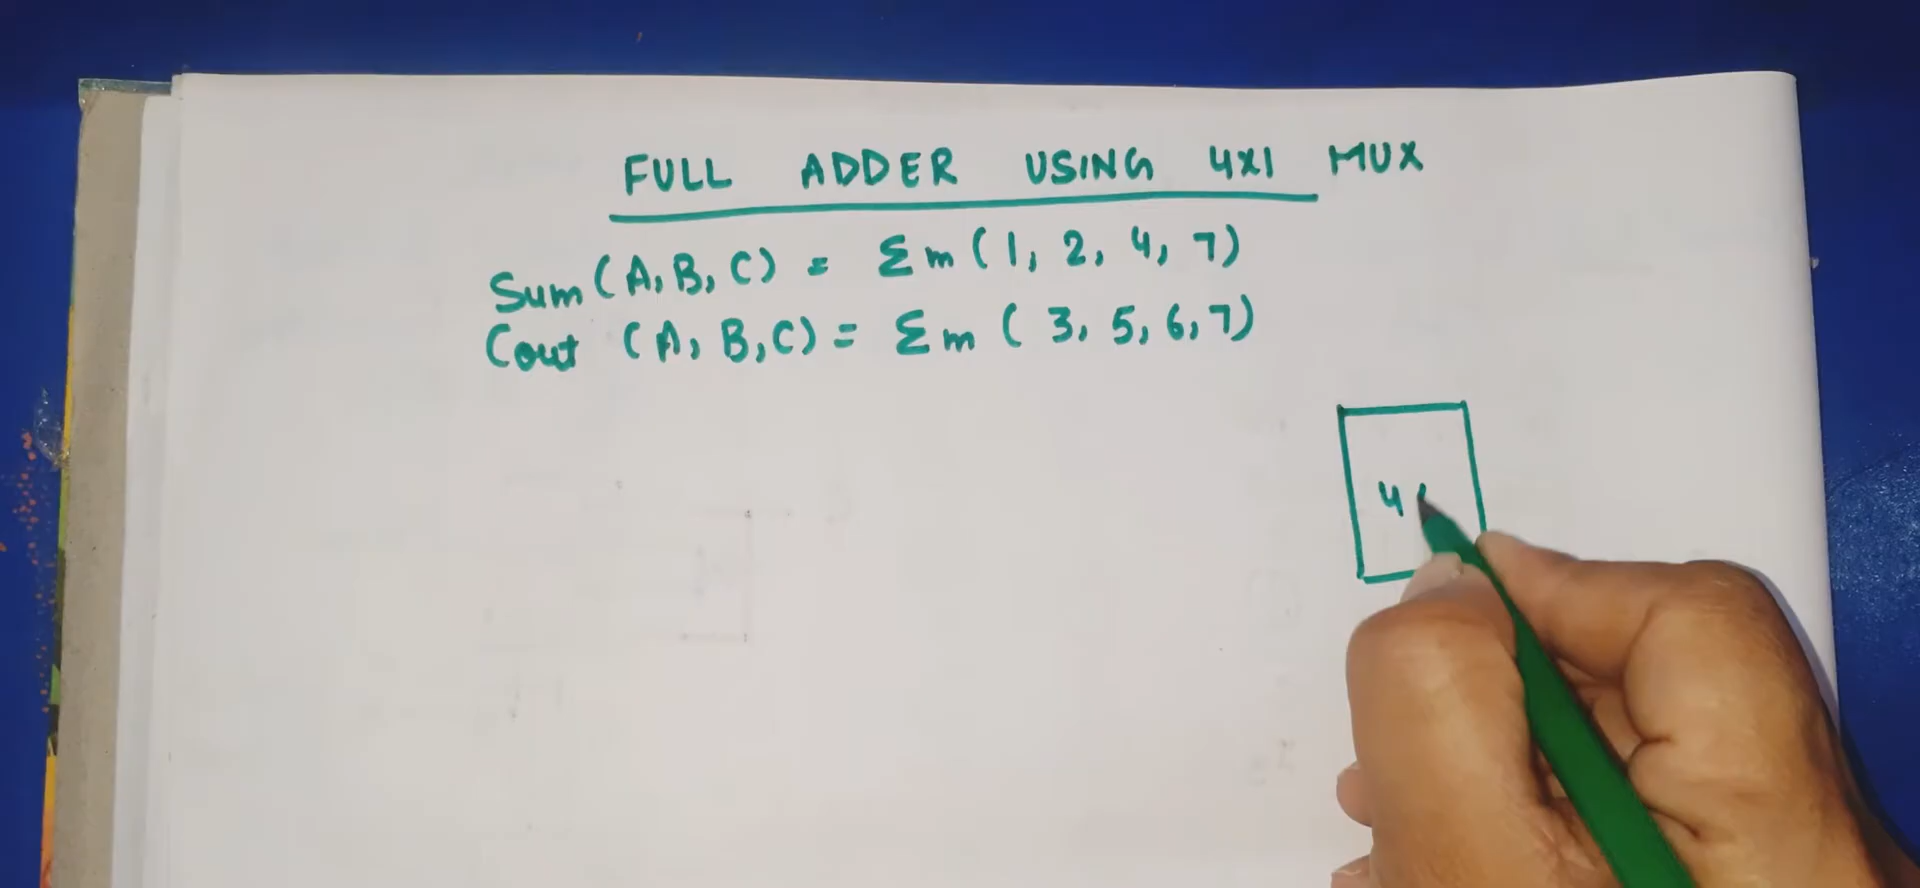 FULL ADDER USING 4X1 MUX
Sum (A, B, C) = Σm (1, 2, 4, 7)
Cout (A, B, C) = Σm ( 3, 5, 6, 7)
4